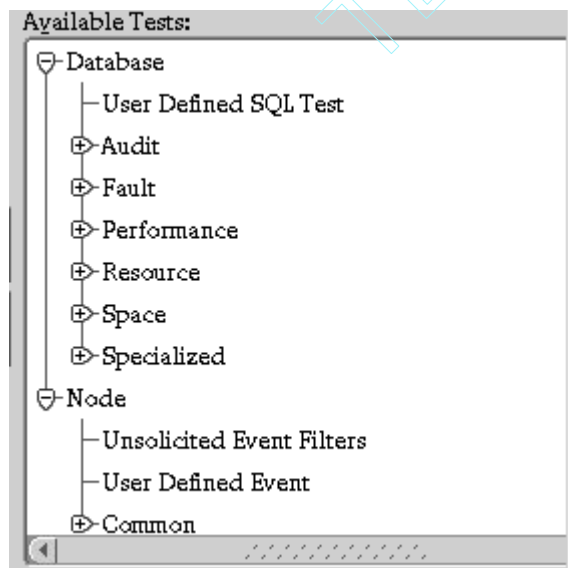 Available Tests:
Database
User Defined SQL Test
Audit
Fault
Performance
Resource
Space
Specialized
Node
Unsolicited Event Filters
User Defined Event
Common